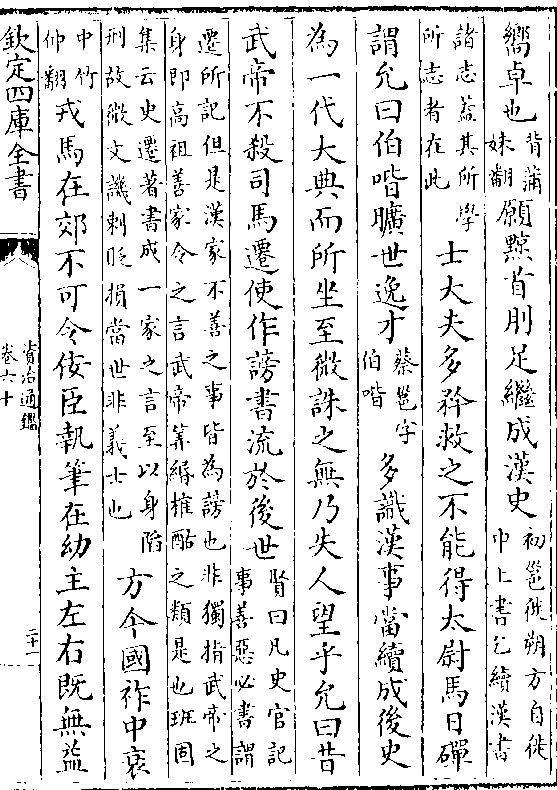 嚮卓也背蒲妹翻願黥首刖足繼成漢史初邕徙朔方自徙中上書乞續漢書
諸志蓋其所學所志者在此士大夫多矜救之不能得太尉馬日磾
謂允曰伯喈曠世逸才蔡邕字伯喈多識漢事當續成後史
為一代大典而所坐至微誅之無乃失人望乎允曰昔
武帝不殺司馬遷使作謗書流於後世賢曰凡史官記事善惡必書謂
遷所記但是漢家不善之事皆為謗也非獨指武帝之身即高祖善家令之言武帝筭緡榷酤之類是也班固
集云史遷著書成一家之言至以身陷刑故微文譏刺貶損當世非義士也方今國祚中衰
中竹仲翻戎馬在郊不可令佞臣執筆在幼主左右既無益
欽定四庫全書
資治通鑑
卷六十